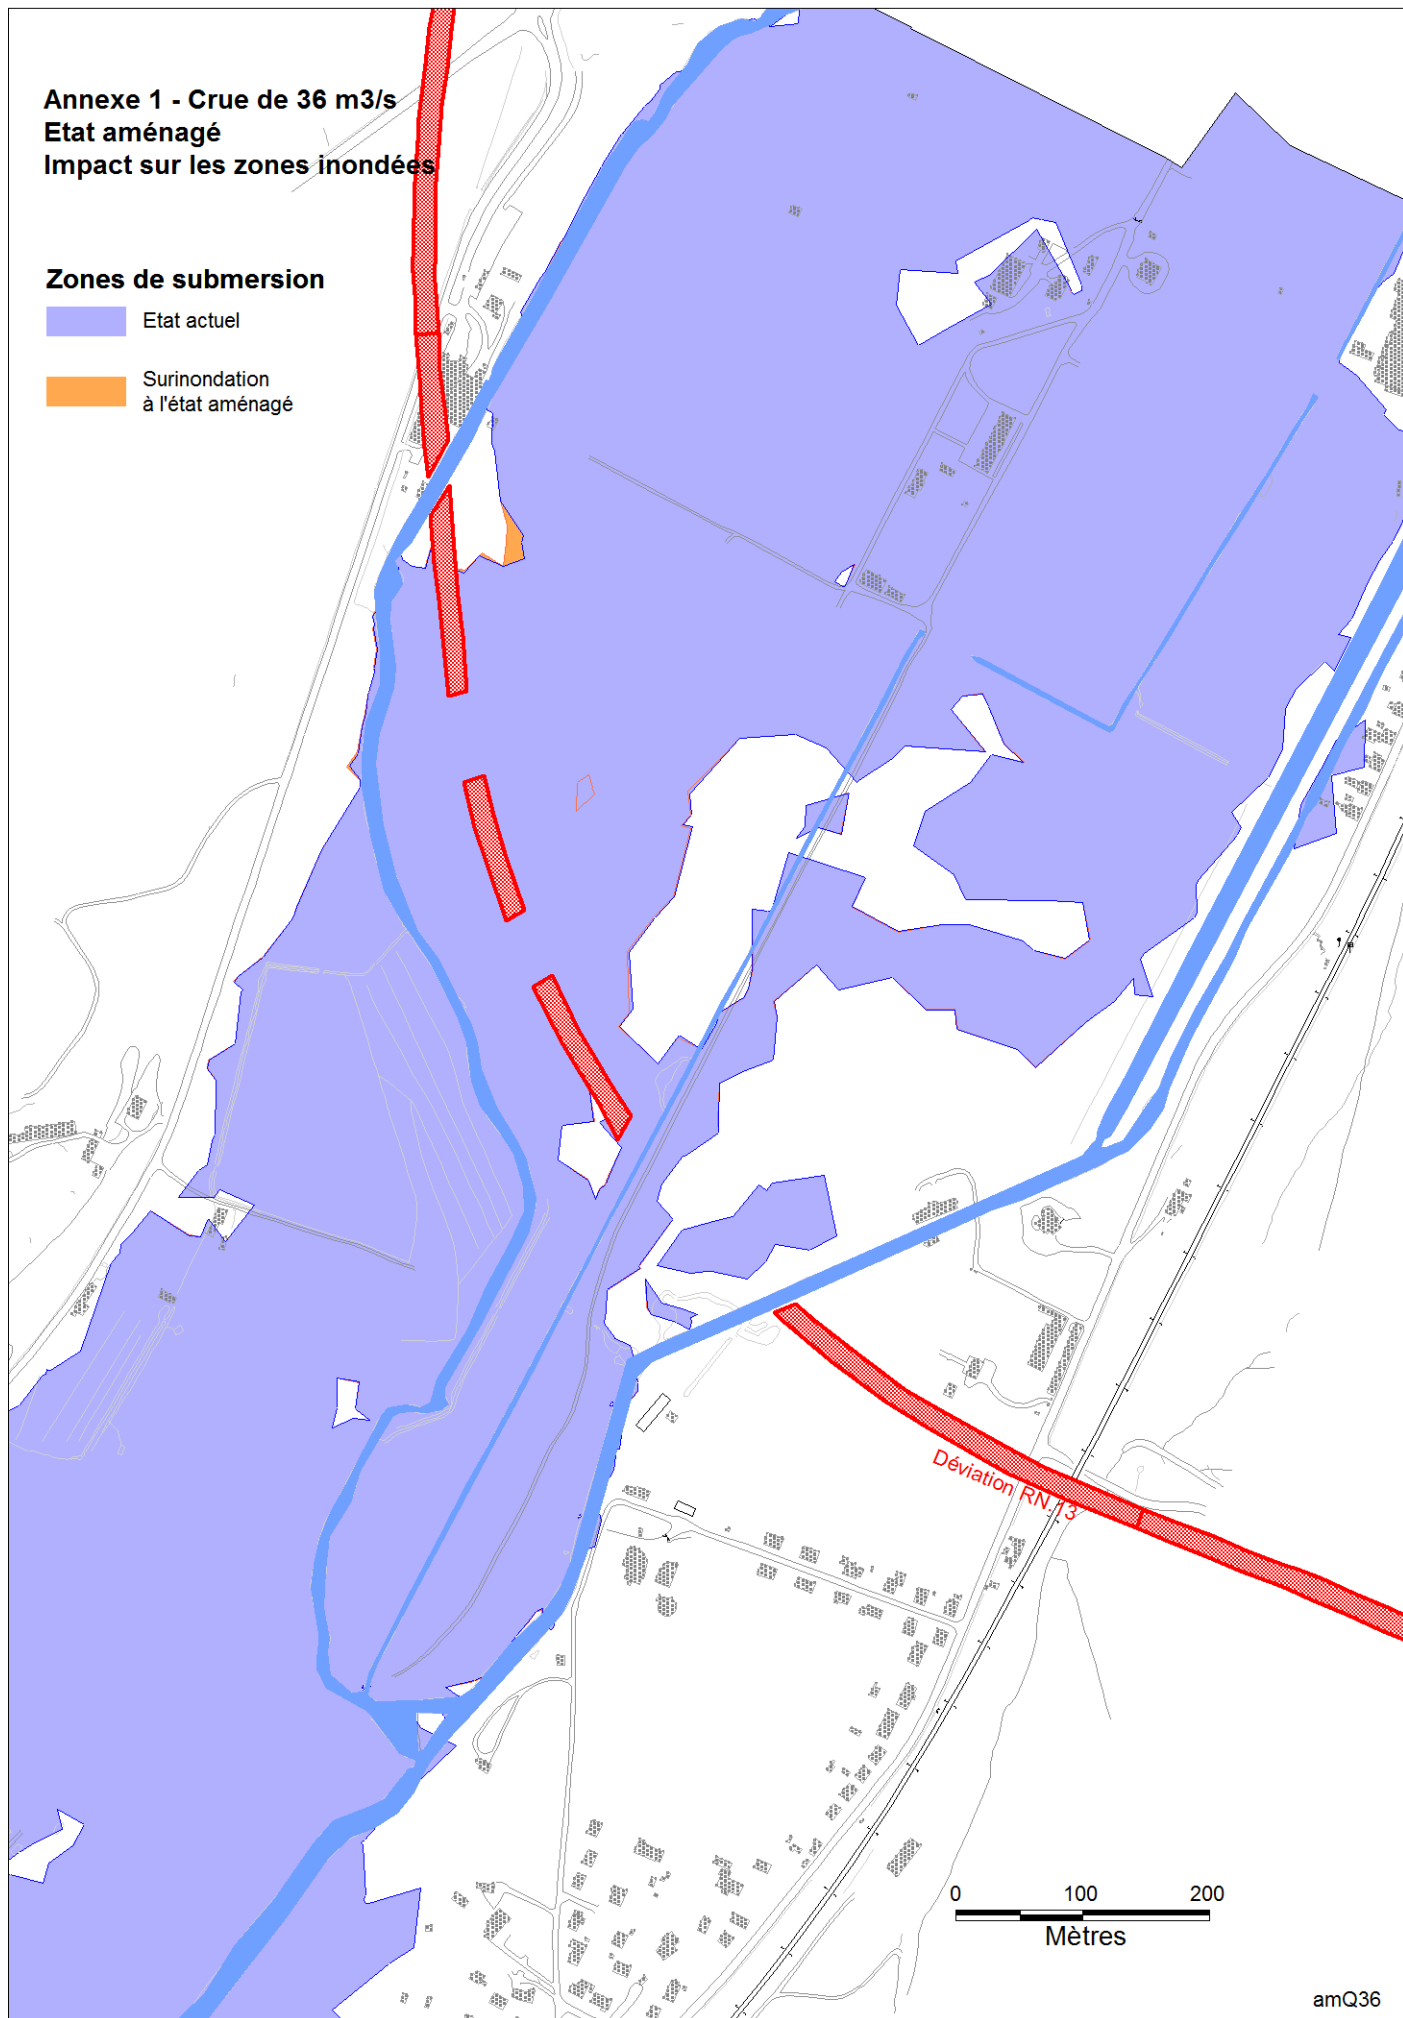 Annexe 1 - Crue de 36 m3/s
Etat aménagé
Impact sur les zones inondées
Zones de submersion
Etat actuel
Surinondation
à l'état aménagé
Déviation RN 13
0 100 200
Mètres
amQ36